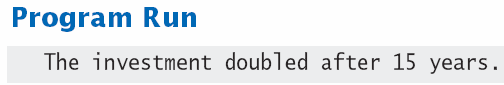 Program Run
The investment doubled after 15 years.